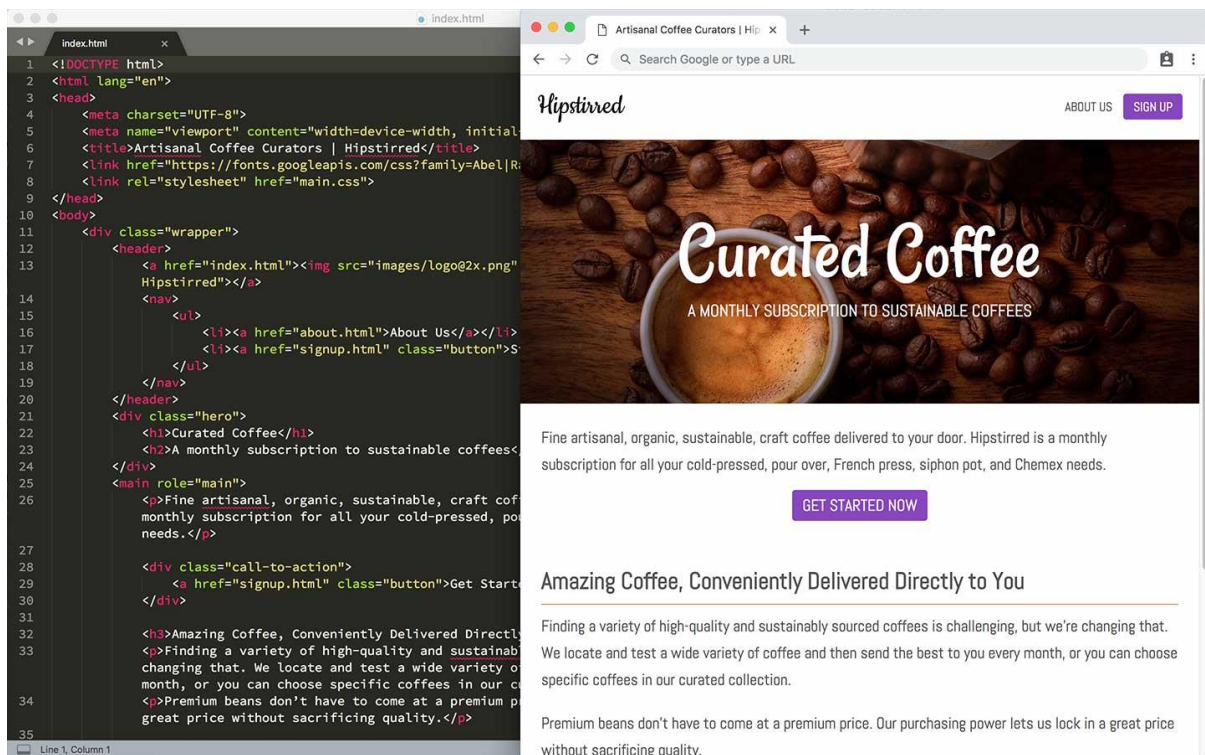 index.html
index.html ×
1 <!DOCTYPE html>
2 <html lang="en">
3 <head>
4 <meta charset="UTF-8">
5 <meta name="viewport" content="width=device-width, initial-
6 <title>Artisanal Coffee Curators | Hipstirred</title>
7 <link href="https://fonts.googleapis.com/css?family=Abel|Ra
8 <link rel="stylesheet" href="main.css">
9 </head>
10 <body>
11 <div class="wrapper">
12 <header>
13 <a href="index.html"><img src="images/logo@2x.png"
Hipstirred"></a>
14 <nav>
15 <ul>
16 <li><a href="about.html">About Us</a></li>
17 <li><a href="signup.html" class="button">S
18 </ul>
19 </nav>
20 </header>
21 <div class="hero">
22 <h1>Curated Coffee</h1>
23 <h2>A monthly subscription to sustainable coffees<
24 </div>
25 <main role="main">
26 <p>Fine artisanal, organic, sustainable, craft cof
monthly subscription for all your cold-pressed, pou
needs.</p>
27
28 <div class="call-to-action">
29 <a href="signup.html" class="button">Get Starte
30 </div>
31
32 <h3>Amazing Coffee, Conveniently Delivered Directly
33 <p>Finding a variety of high-quality and sustainab
changing that. We locate and test a wide variety o
month, or you can choose specific coffees in our cu
34 <p>Premium beans don't have to come at a premium p
great price without sacrificing quality.</p>
35
Line 1, Column 1
Artisanal Coffee Curators | Hip ×
Search Google or type a URL
Hipstirred
ABOUT US SIGN UP
Curated Coffee
A MONTHLY SUBSCRIPTION TO SUSTAINABLE COFFEES
Fine artisanal, organic, sustainable, craft coffee delivered to your door. Hipstirred is a monthly
subscription for all your cold-pressed, pour over, French press, siphon pot, and Chemex needs.
GET STARTED NOW
Amazing Coffee, Conveniently Delivered Directly to You
Finding a variety of high-quality and sustainably sourced coffees is challenging, but we're changing that.
We locate and test a wide variety of coffee and then send the best to you every month, or you can choose
specific coffees in our curated collection.
Premium beans don't have to come at a premium price. Our purchasing power lets us lock in a great price
without sacrificing quality.